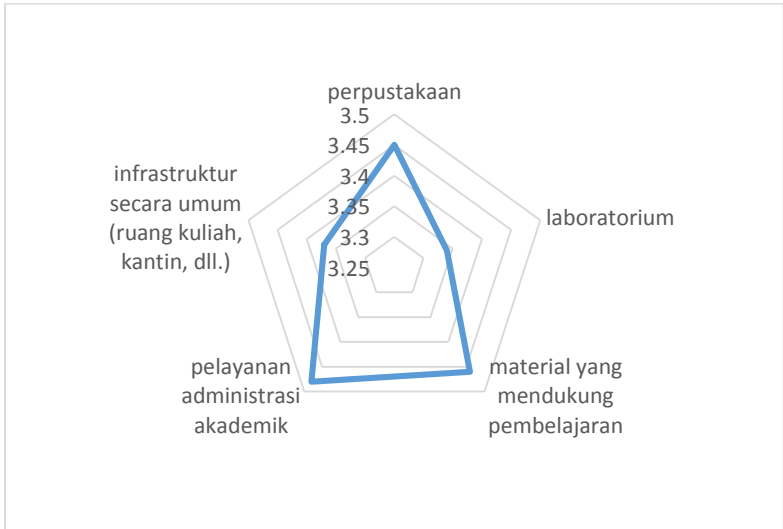 perpustakaan
3.5
3.45
3.4
3.35
3.3
3.25
infrastruktur
secara umum
(ruang kuliah,
kantin, dll.)
laboratorium
pelayanan
administrasi
akademik
material yang
mendukung
pembelajaran